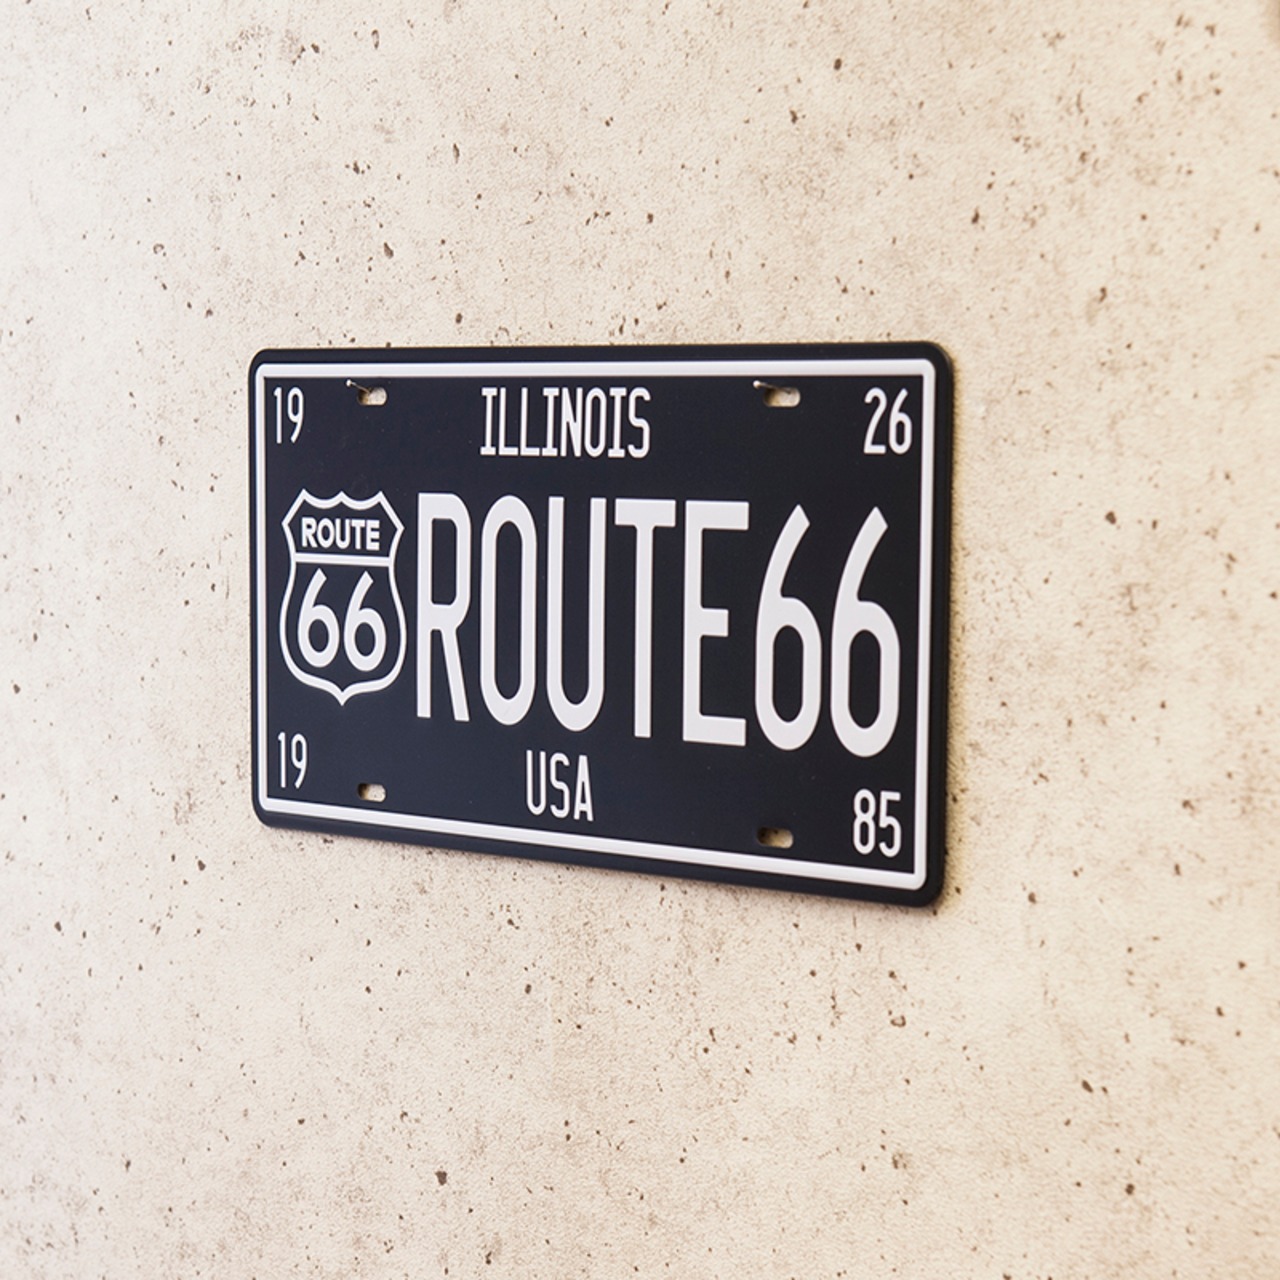 19 ILLINOIS 26
ROUTE
66
ROUTE66
19 USA 85